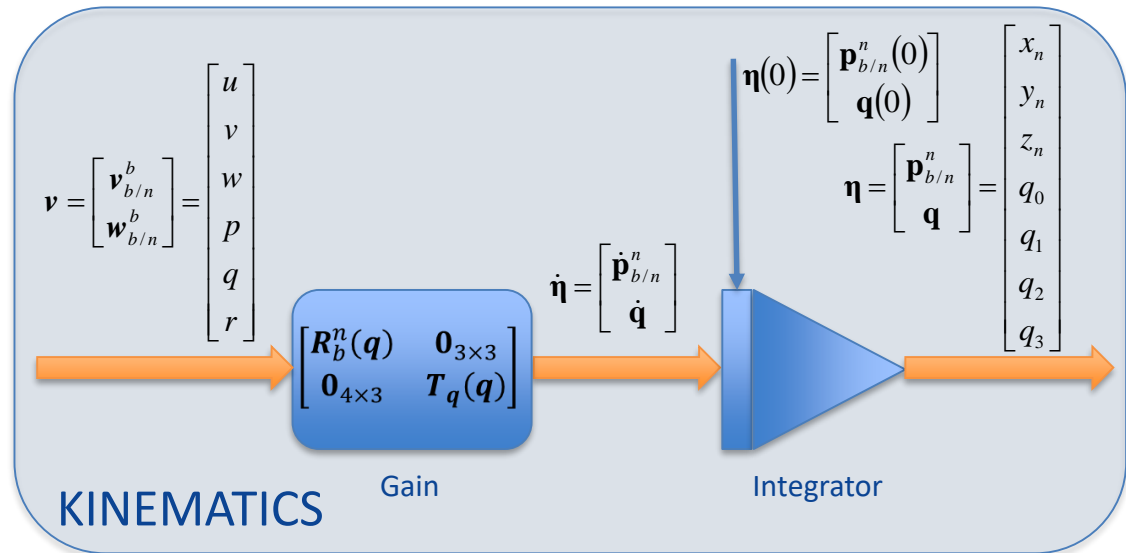 𝝂 = [𝒗^b_{b/n}; 𝒘^b_{b/n}] = [u; v; w; p; q; r]
𝛈(0) = [𝐩^n_{b/n}(0); 𝐪(0)]
𝛈 = [𝐩^n_{b/n}; 𝐪] = [x_n; y_n; z_n; q_0; q_1; q_2; q_3]
𝛈̇ = [𝐩̇^n_{b/n}; 𝐪̇]
[𝑹^n_b(𝒒) 𝟎_{3×3}; 𝟎_{4×3} 𝑻_𝒒(𝒒)]
Gain
Integrator
KINEMATICS